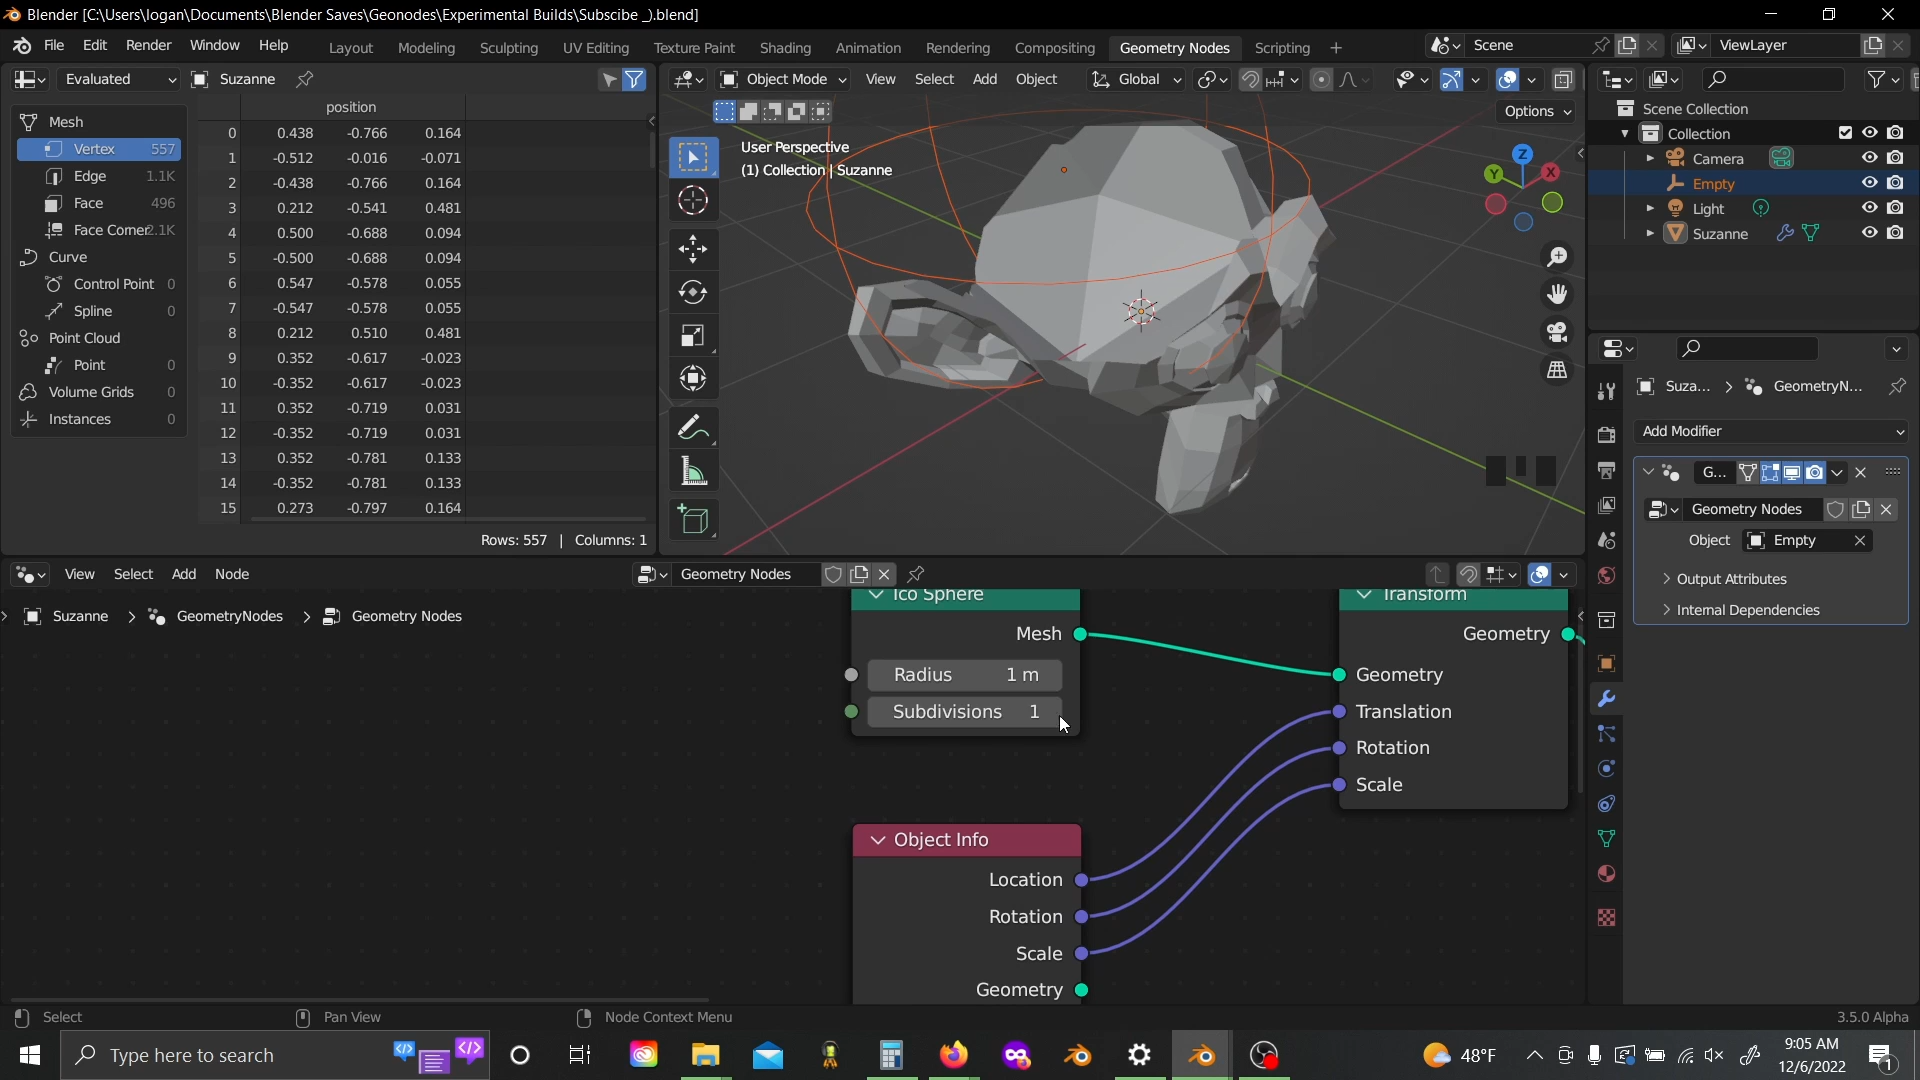 Blender [C:\Users\logan\Documents\Blender Saves\Geonodes\Experimental Builds\Subscibe _).blend]
File Edit Render Window Help
Layout Modeling Sculpting UV Editing Texture Paint Shading Animation Rendering Compositing Geometry Nodes Scripting +
Scene
ViewLayer
Evaluated
Suzanne
Mesh
Vertex 557
Edge 1.1K
Face 496
Face Corner 2.1K
Curve
Control Point 0
Spline 0
Point Cloud
Point 0
Volume Grids 0
Instances 0
position
0 0.438 -0.766 0.164
1 -0.512 -0.016 -0.071
2 -0.438 -0.766 0.164
3 0.212 -0.541 0.481
4 0.500 -0.688 0.094
5 -0.500 -0.688 0.094
6 0.547 -0.578 0.055
7 -0.547 -0.578 0.055
8 0.212 0.510 0.481
9 0.352 -0.617 -0.023
10 -0.352 -0.617 -0.023
11 0.352 -0.719 0.031
12 -0.352 -0.719 0.031
13 0.352 -0.781 0.133
14 -0.352 -0.781 0.133
15 0.273 -0.797 0.164
Rows: 557 | Columns: 1
Object Mode View Select Add Object
Global
Options
User Perspective
(1) Collection | Suzanne
Z
Y
X
Scene Collection
Collection
Camera
Empty
Light
Suzanne
Suza... > GeometryN...
Add Modifier
G...
Geometry Nodes
Object Empty
Output Attributes
Internal Dependencies
View Select Add Node
Geometry Nodes
Suzanne > GeometryNodes > Geometry Nodes
Ico Sphere
Mesh
Radius 1 m
Subdivisions 1
Transform
Geometry
Geometry
Translation
Rotation
Scale
Object Info
Location
Rotation
Scale
Geometry
Select
Pan View
Node Context Menu
3.5.0 Alpha
Type here to search
48°F
9:05 AM
12/6/2022
1